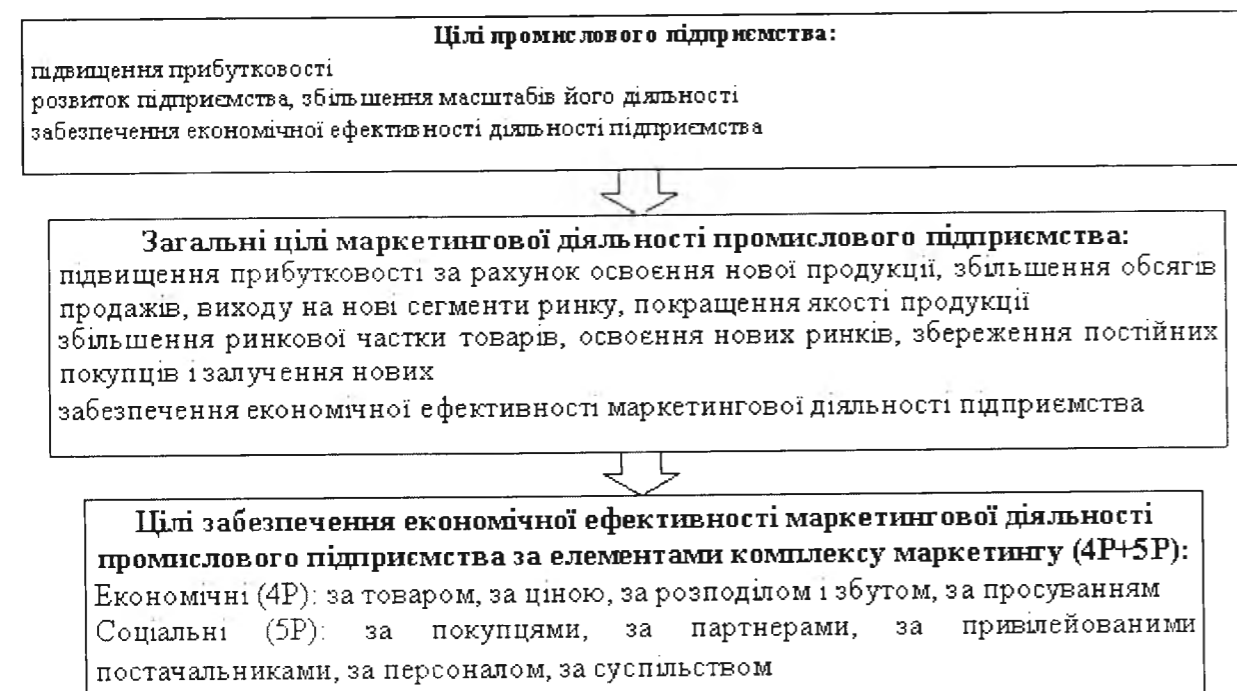 Цілі промислового підприємства:
підвищення прибутковості
розвиток підприємства, збільшення масштабів його діяльності
забезпечення економічної ефективності діяльності підприємства
Загальні цілі маркетингової діяльності промислового підприємства:
підвищення прибутковості за рахунок освоєння нової продукції, збільшення обсягів
продажів, виходу на нові сегменти ринку, покращення якості продукції
збільшення ринкової частки товарів, освоєння нових ринків, збереження постійних
покупців і залучення нових
забезпечення економічної ефективності маркетингової діяльності підприємства
Цілі забезпечення економічної ефективності маркетингової діяльності
промислового підприємства за елементами комплексу маркетингу (4Р+5Р):
Економічні (4Р): за товаром, за ціною, за розподілом і збутом, за просуванням
Соціальні (5Р): за покупцями, за партнерами, за привілейованими
постачальниками, за персоналом, за суспільством